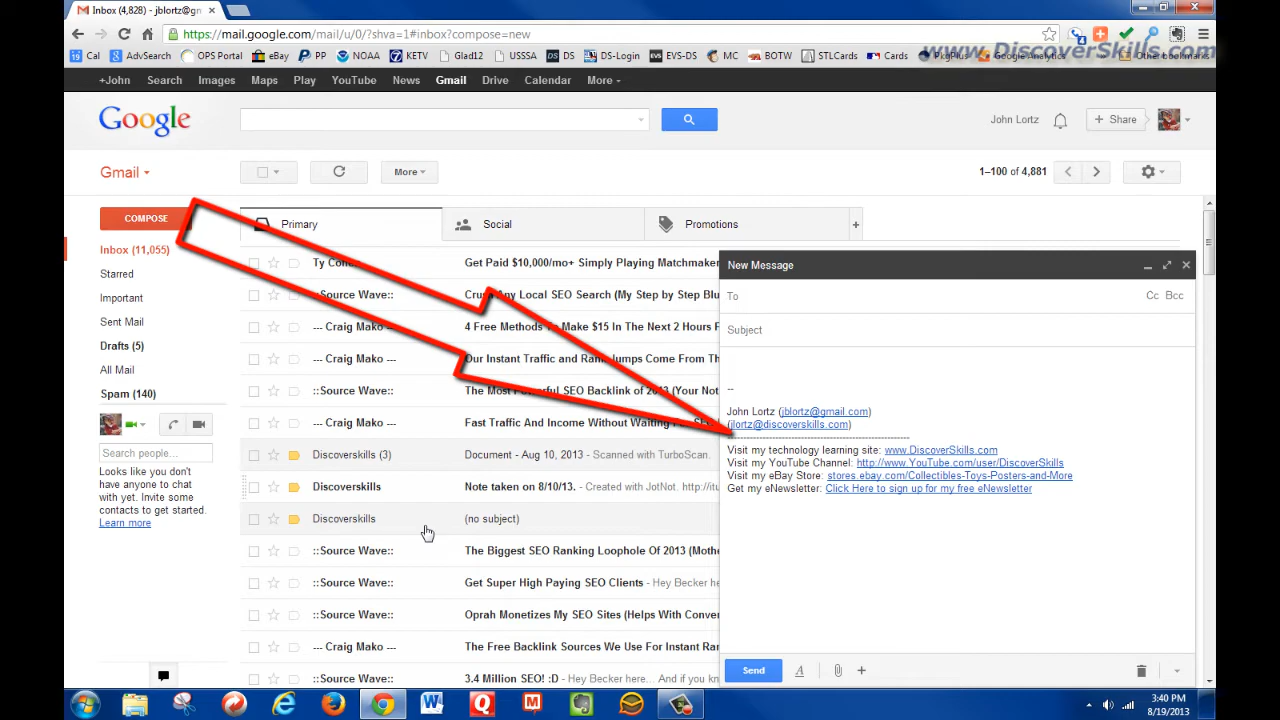 Inbox (4,828) - jblortz@gm
https://mail.google.com/mail/u/0/?shva=1#inbox?compose=new
www.DiscoverSkills.com
Cal AdvSearch OPS Portal eBay PP NOAA KETV Glad12 USSSA DS DS-Login EVS-DS MC BOTW STLCards Cards PkgPlus Google Analytics Other bookmarks
+John Search Images Maps Play YouTube News Gmail Drive Calendar More
Google
John Lortz + Share
Gmail
More
1–100 of 4,881
COMPOSE
Primary Social Promotions +
Inbox (11,055)
Starred
Important
Sent Mail
Drafts (5)
All Mail
Spam (140)
Search people...
Looks like you don't
have anyone to chat
with yet. Invite some
contacts to get started.
Learn more
Ty Get Paid $10,000/mo+ Simply Playing Matchmaker
::Source Wave:: Any Local SEO Search (My Step by Step
--- Craig Mako --- 4 Free Methods To Make $15 In The Next 2 Hours
--- Craig Mako --- Our Instant Traffic and Rank Jumps Come From
::Source Wave:: The Most Powerful SEO Backlink of 2013 (Your
--- Craig Mako --- Fast Traffic And Income Without Waiting
Discoverskills (3) Document - Aug 10, 2013 - Scanned with TurboScan.
Discoverskills Note taken on 8/10/13. - Created with JotNot.
Discoverskills (no subject)
::Source Wave:: The Biggest SEO Ranking Loophole Of 2013
::Source Wave:: Get Super High Paying SEO Clients - Hey Becker
::Source Wave:: Oprah Monetizes My SEO Sites (Helps With
--- Craig Mako --- The Free Backlink Sources We Use For Instant
::Source Wave:: 3.4 Million SEO! :D - Hey Becker here... And if you
New Message
To Cc Bcc
Subject
--
John Lortz (jblortz@gmail.com)
(jlortz@discoverskills.com)
----------------------------------------------------------
Visit my technology learning site: www.DiscoverSkills.com
Visit my YouTube Channel: http://www.YouTube.com/user/DiscoverSkills
Visit my eBay Store: stores.ebay.com/Collectibles-Toys-Posters-and-More
Get my eNewsletter: Click Here to sign up for my free eNewsletter
Send A +
3:40 PM
8/19/2013